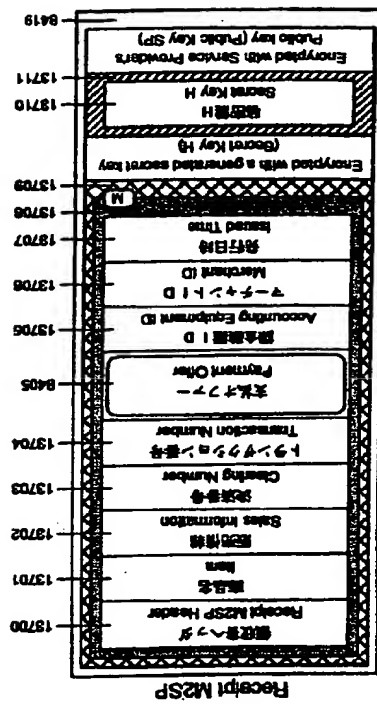 Receipt M2SP
13700
領収書ヘッダ
Receipt M2SP Header
13701
商品名
Item
13702
販売情報
Sales Information
13703
決済番号
Clearing Number
13704
トランザクション番号
Transaction Number
8405
支払オファー
Payment Offer
13705
課金装置ID
Accounting Equipment ID
13706
マーチャントID
Merchant ID
13707
発行日時
Issued Time
13708
M
13709
Encrypted with a generated secret key
(Secret Key H)
13710
秘密鍵H
Secret Key H
13711
Encrypted with Service Provider's
Public key (Public Key SP)
8419